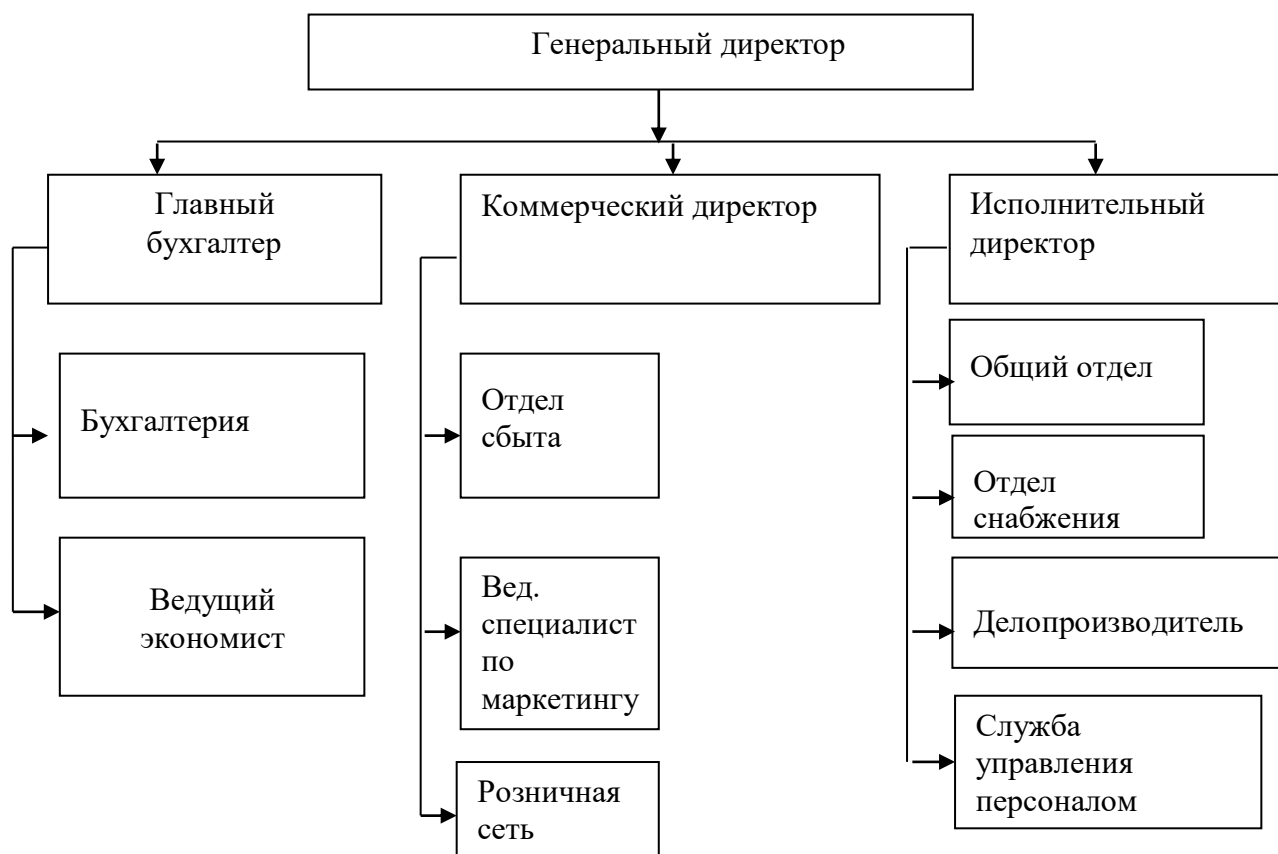 Генеральный директор
Главный
бухгалтер
Коммерческий директор
Исполнительный
директор
Бухгалтерия
Ведущий
экономист
Отдел
сбыта
Вед.
специалист
по
маркетингу
Розничная
сеть
Общий отдел
Отдел
снабжения
Делопроизводитель
Служба
управления
персоналом